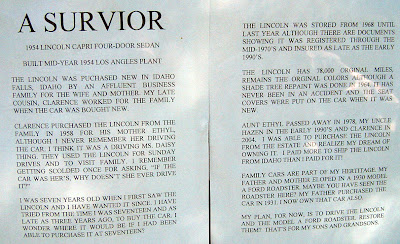 A SURVIOR
1954 LINCOLN CAPRI FOUR-DOOR SEDAN
BUILT MID-YEAR 1954 LOS ANGLES PLANT
THE LINCOLN WAS PUCHASED NEW IN IDAHO
FALLS, IDAHO BY AN AFFLUENT BUSINESS
FAMILY FOR THE WIFE AND MOTHER. MY LATE
COUSIN, CLARENCE WORKED FOR THE FAMILY
WHEN THE CAR WAS BOUGHT NEW.
CLARENCE PURCHASED THE LINCOLN FROM THE
FAMILY IN 1958 FOR HIS MOTHER ETHYL,
ALTHOUGH I NEVER REMEMBER HER DRIVING
THE CAR. I THINK IT WAS A DRIVING MS. DAISY
THING. THEY USED THE LINCOLN FOR SUNDAY
DRIVES AND TO VISIT FAMILY. I REMEMBER
GETTING SCOLDED ONCE FOR ASKING, "IF THE
CAR WAS HER'S, WHY DOESN'T SHE EVER DRIVE
IT?"
I WAS SEVEN YEARS OLD WHEN I FIRST SAW THE
LINCOLN AND I HAVE WANTED IT SINCE. I HAVE
TRIED FROM THE TIME I WAS SEVENTEEN AND AS
LATE AS THREE YEARS AGO, TO BUY THE CAR. I
WONDER WHERE IT WOULD BE IF I HAD BEEN
ABLE TO PURCHASE IT AT SEVENTEEN?
THE LINCOLN WAS STORED FROM 1968 UNTIL
LAST YEAR ALTHOUGH THERE ARE DOCUMENTS
SHOWING IT WAS REGISTERED THROUGH THE
MID-1970'S AND INSURED AS LATE AS THE EARLY
1990'S.
THE LINCOLN HAS 78,000 ORGINAL MILES,
REMAINS THE ORGINAL COLORS ALTHOUGH A
SHADE TREE REPAINT WAS DONE IN 1964. IT HAS
NEVER BEEN IN AN ACCIDENT AND THE SEAT
COVERS WERE PUT ON THE CAR WHEN IT WAS
NEW.
AUNT ETHYL PASSED AWAY IN 1978, MY UNCLE
HAZEN IN THE EARLY 1990'S AND CLARENCE IN
2004. I WAS ABLE TO PURCHASE THE LINCOLN
FROM THE ESTATE AND REALIZE MY DREAM OF
OWNING IT. I PAID MORE TO SHIP THE LINCOLN
FROM IDAHO THAN I PAID FOR IT!
FAMILY CARS ARE PART OF MY HERITAGE. MY
FATHER AND MOTHER ELOPED IN A 1930 MODEL
A FORD ROADSTER. MAYBE YOU HAVE SEEN THE
ROADSTER HERE? MY FATHER PURCHASED THE
CAR IN 1931. I NOW OWN THAT CAR ALSO.
MY PLAN, FOR NOW, IS TO DRIVE THE LINCOLN
AND THE MODEL A FORD ROADSTER. RESTORE
THEM? THAT'S FOR MY SONS AND GRANDSONS